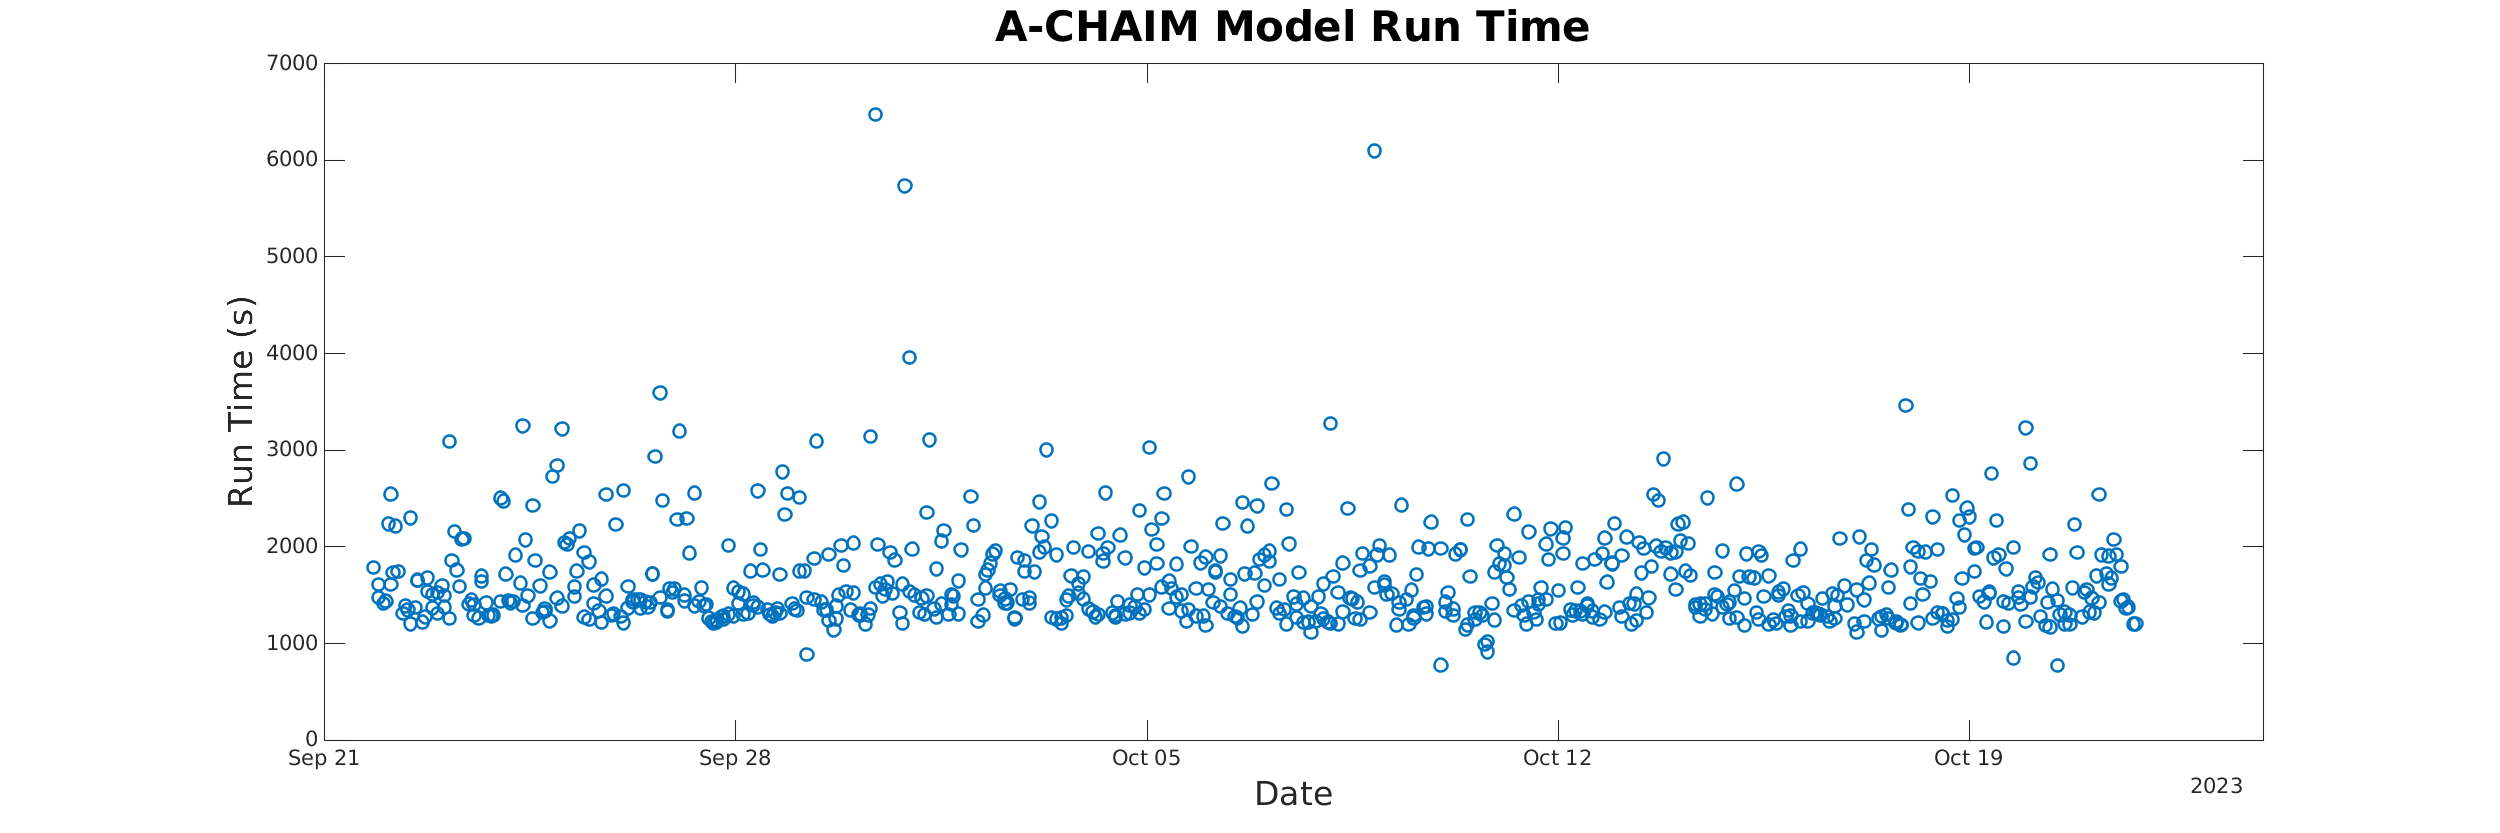 A-CHAIM Model Run Time
Run Time (s)
7000
6000
5000
4000
3000
2000
1000
0
Sep 21 Sep 28 Oct 05 Oct 12 Oct 19
2023
Date